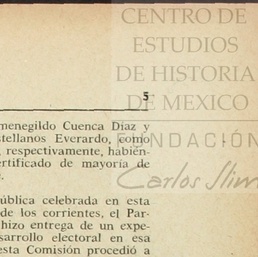 CENTRO DE
ESTUDIOS
DE HISTORIA
DE MEXICO
FUNDACIÓN
Carlos Slim
5
menegildo Cuenca Díaz y
stellanos Everardo, como
, respectivamente, habién-
ertificado de mayoría de
ública celebrada en esta
de los corrientes, el Par-
hizo entrega de un expe-
sarrollo electoral en esa
esta Comisión procedió a